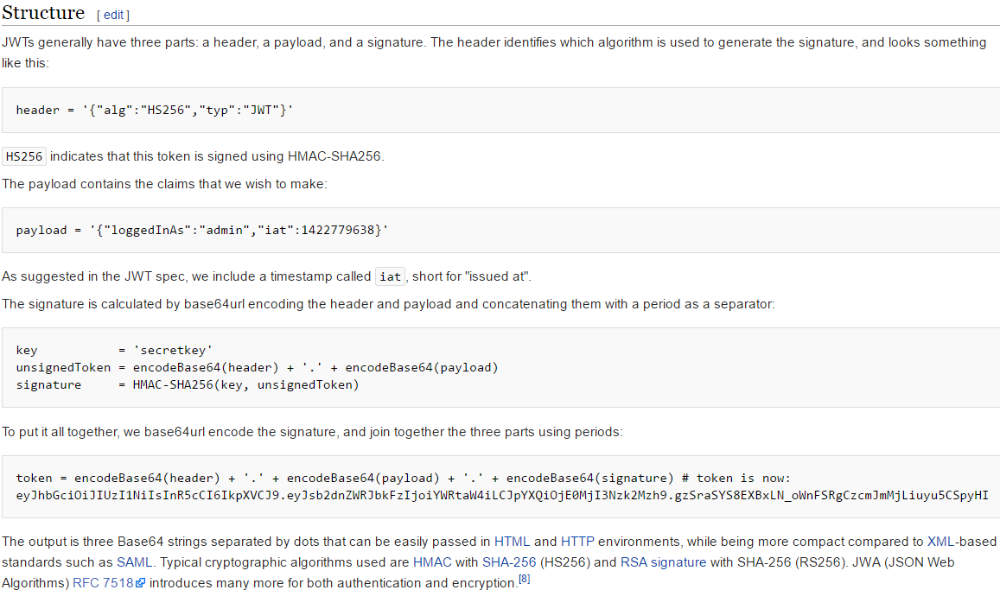 Structure [ edit ]
JWTs generally have three parts: a header, a payload, and a signature. The header identifies which algorithm is used to generate the signature, and looks something
like this:
header = '{"alg":"HS256","typ":"JWT"}'
HS256 indicates that this token is signed using HMAC-SHA256.
The payload contains the claims that we wish to make:
payload = '{"loggedInAs":"admin","iat":1422779638}'
As suggested in the JWT spec, we include a timestamp called iat, short for "issued at".
The signature is calculated by base64url encoding the header and payload and concatenating them with a period as a separator:
key           = 'secretkey'
unsignedToken = encodeBase64(header) + '.' + encodeBase64(payload)
signature     = HMAC-SHA256(key, unsignedToken)
To put it all together, we base64url encode the signature, and join together the three parts using periods:
token = encodeBase64(header) + '.' + encodeBase64(payload) + '.' + encodeBase64(signature) # token is now:
eyJhbGciOiJIUzI1NiIsInR5cCI6IkpXVCJ9.eyJsb2dnZWRJbkFzIjoiYWRtaW4iLCJpYXQiOjE0MjI3Nzk2Mzh9.gzSraSYS8EXBxLN_oWnFSRgCzcmJmMjLiuyu5CSpyHI
The output is three Base64 strings separated by dots that can be easily passed in HTML and HTTP environments, while being more compact compared to XML-based
standards such as SAML. Typical cryptographic algorithms used are HMAC with SHA-256 (HS256) and RSA signature with SHA-256 (RS256). JWA (JSON Web
Algorithms) RFC 7518 introduces many more for both authentication and encryption.[8]